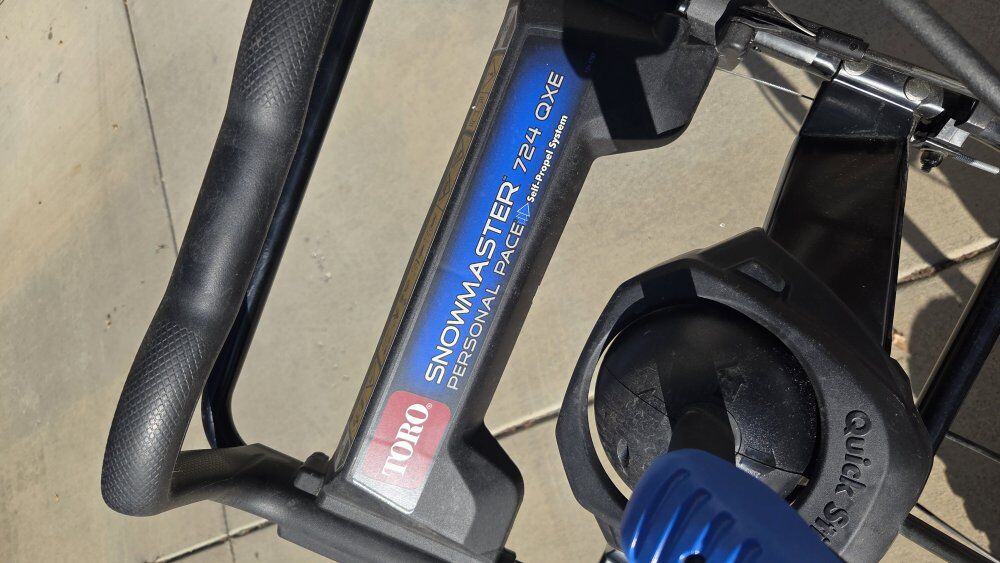 TORO
SNOWMASTER 724 QXE
PERSONAL PACE Self-Propel System
Quick